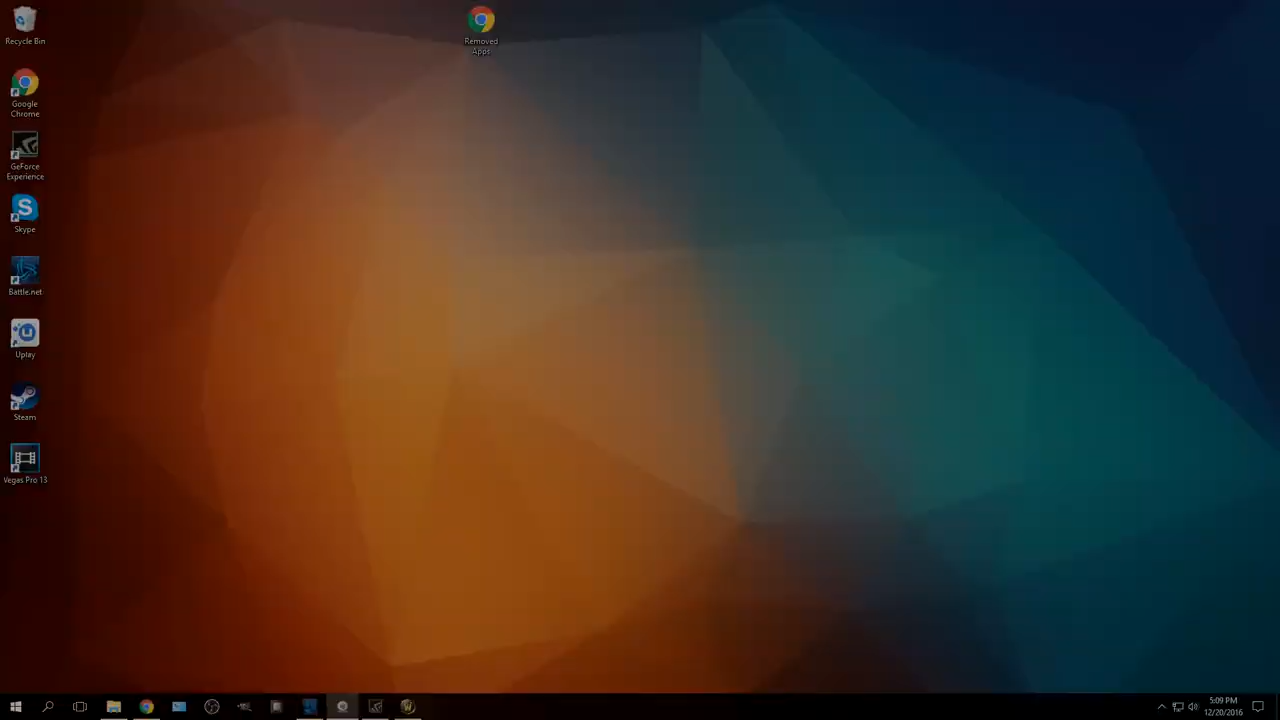 Recycle Bin
Removed
Apps
Google
Chrome
GeForce
Experience
Skype
Battle.net
Uplay
Steam
Vegas Pro 13
5:09 PM
12/20/2016